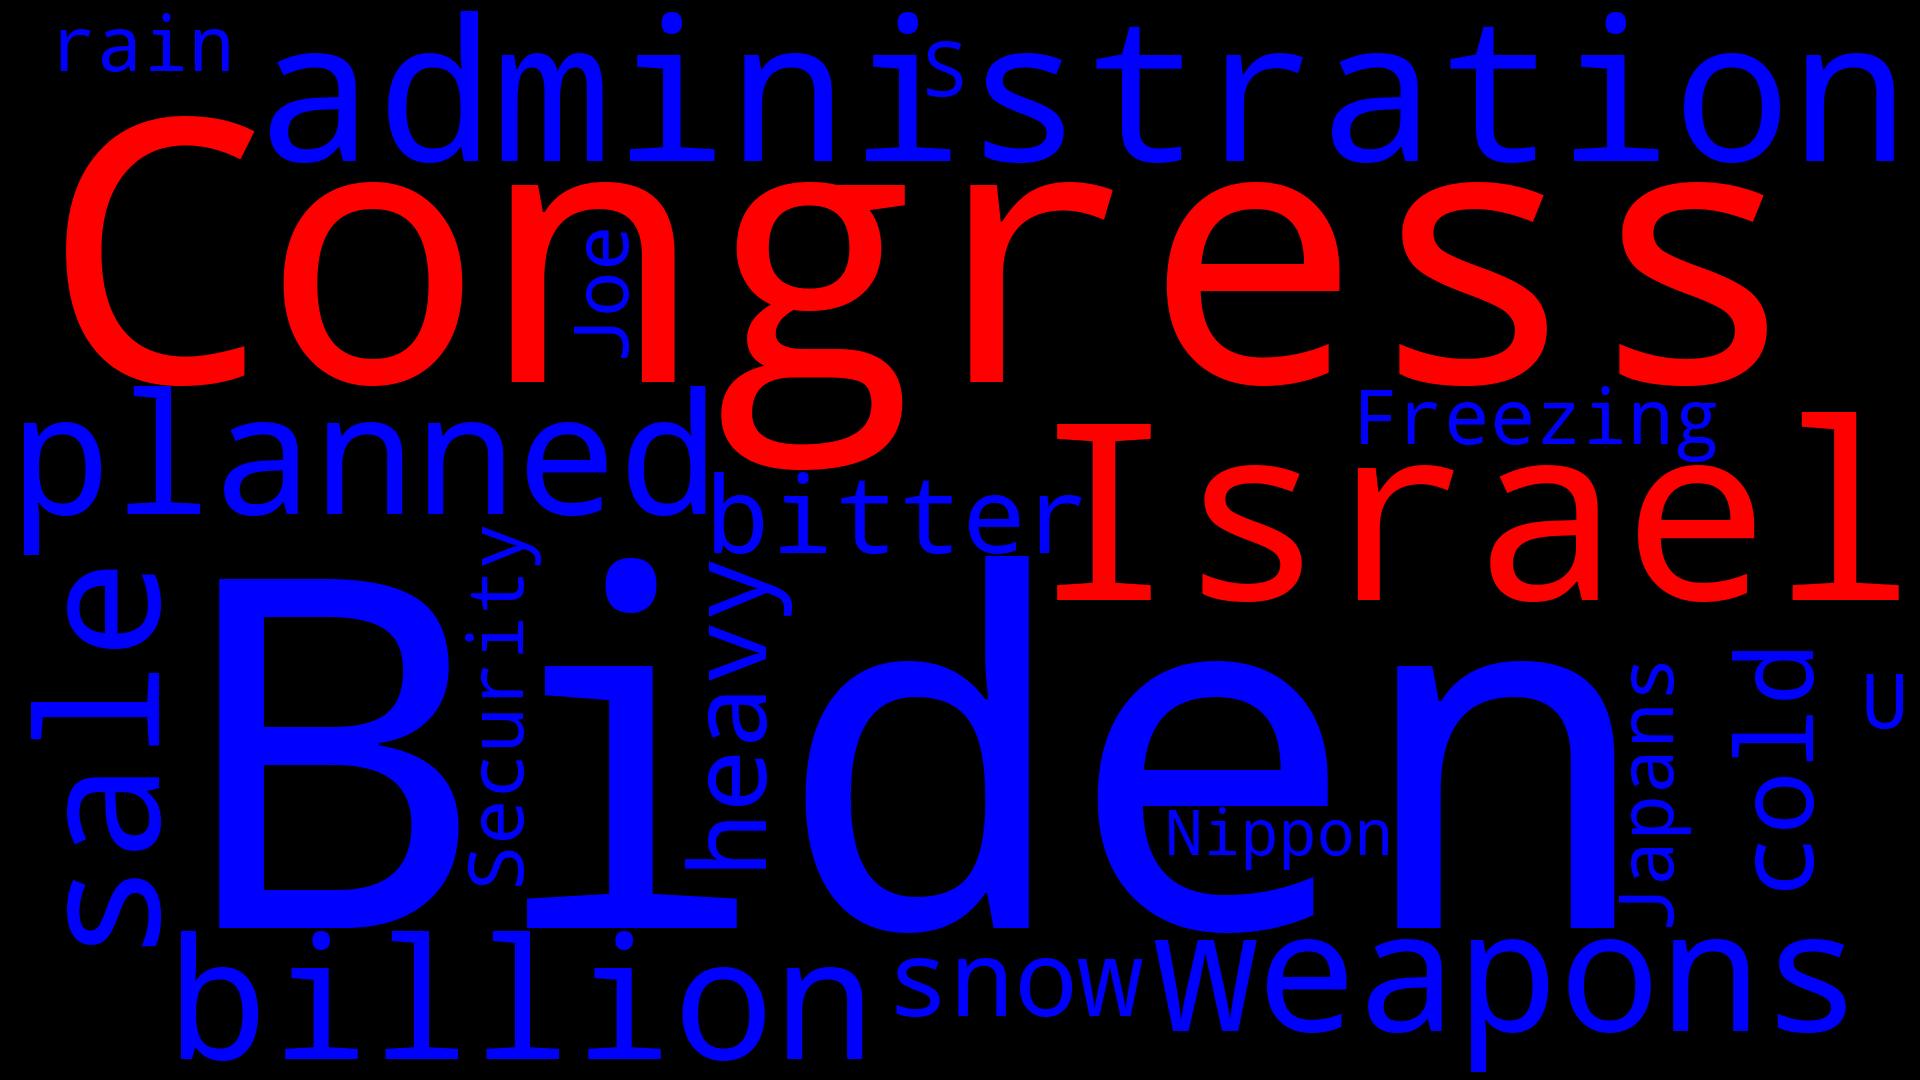 rain
administration
S
Congress
Joe
planned
Freezing
Israel
bitter
Security
sale
Biden
heavy
Nippon
Japans
cold
U
billion
snow
Weapons